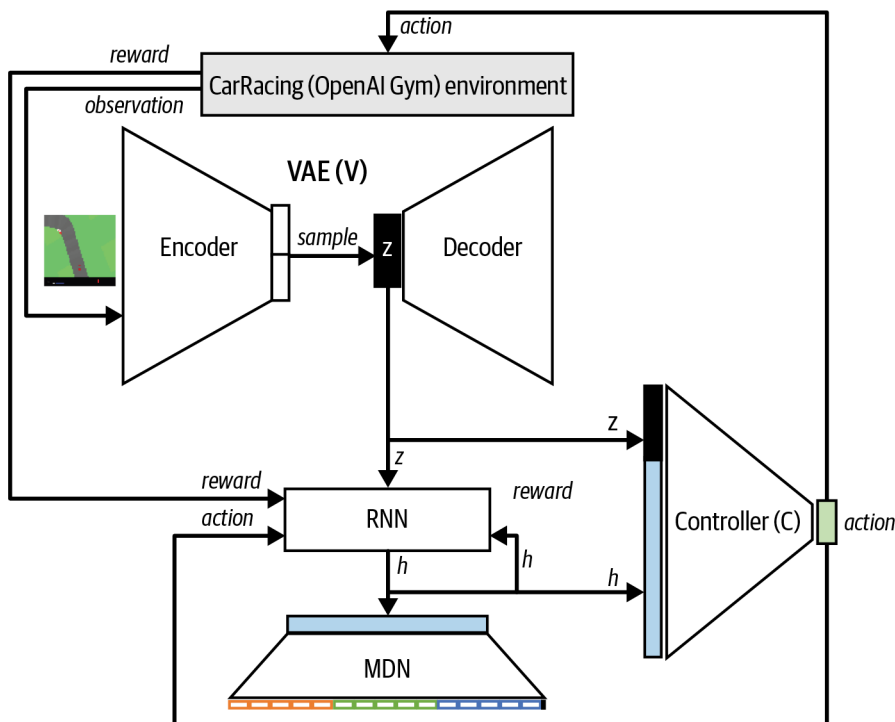 action
reward
CarRacing (OpenAI Gym) environment
observation
VAE (V)
Encoder
sample
z
Decoder
z
z
reward
reward
action
RNN
Controller (C)
action
h
h
h
MDN